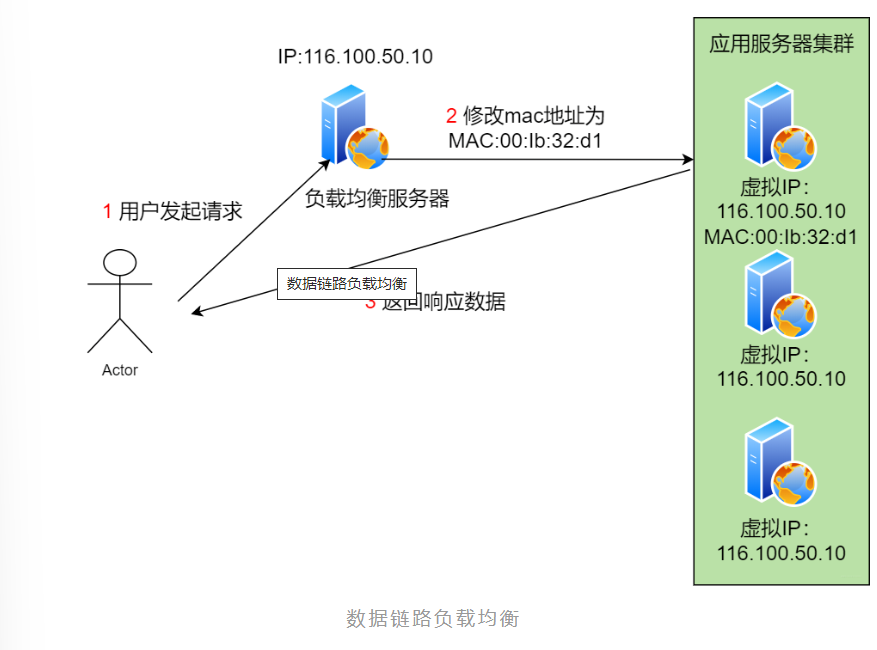 应用服务器集群
IP:116.100.50.10
2 修改mac地址为
MAC:00:Ib:32:d1
负载均衡服务器
1 用户发起请求
虚拟IP:
116.100.50.10
MAC:00:Ib:32:d1
数据链路负载均衡
3 返回响应数据
Actor
虚拟IP:
116.100.50.10
虚拟IP:
116.100.50.10
数据链路负载均衡